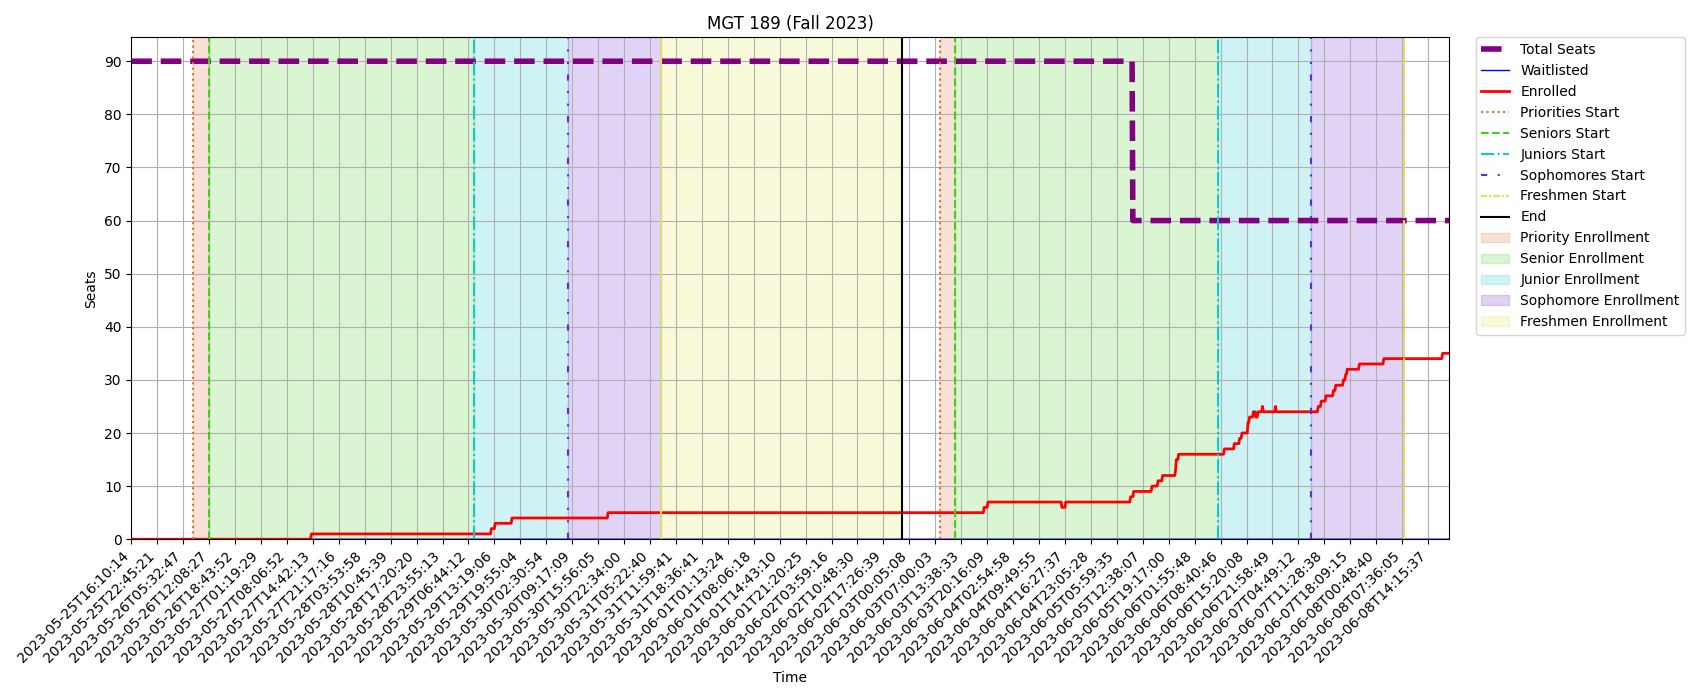 MGT 189 (Fall 2023)
Seats
90
80
70
60
50
40
30
20
10
0
2023-05-25T16:10:14
2023-05-25T22:45:21
2023-05-26T05:32:47
2023-05-26T12:08:27
2023-05-26T18:43:52
2023-05-27T01:19:29
2023-05-27T08:06:52
2023-05-27T14:42:13
2023-05-27T21:17:16
2023-05-28T03:53:58
2023-05-28T10:45:39
2023-05-28T17:20:20
2023-05-28T23:55:13
2023-05-29T06:44:12
2023-05-29T13:19:06
2023-05-29T19:55:04
2023-05-30T02:30:54
2023-05-30T09:17:09
2023-05-30T15:56:05
2023-05-30T22:34:00
2023-05-31T05:22:40
2023-05-31T11:59:41
2023-05-31T18:36:41
2023-06-01T01:13:24
2023-06-01T08:06:18
2023-06-01T14:43:10
2023-06-01T21:20:25
2023-06-02T03:59:16
2023-06-02T10:48:30
2023-06-02T17:26:39
2023-06-03T00:05:08
2023-06-03T07:00:03
2023-06-03T13:38:33
2023-06-03T20:16:09
2023-06-04T02:54:58
2023-06-04T09:49:55
2023-06-04T16:27:37
2023-06-04T23:05:28
2023-06-05T05:59:35
2023-06-05T12:38:07
2023-06-05T19:17:00
2023-06-06T01:55:48
2023-06-06T08:40:46
2023-06-06T15:20:08
2023-06-06T21:58:49
2023-06-07T04:49:12
2023-06-07T11:28:38
2023-06-07T18:09:15
2023-06-08T00:48:40
2023-06-08T07:36:05
2023-06-08T14:15:37
Time
Total Seats
Waitlisted
Enrolled
Priorities Start
Seniors Start
Juniors Start
Sophomores Start
Freshmen Start
End
Priority Enrollment
Senior Enrollment
Junior Enrollment
Sophomore Enrollment
Freshmen Enrollment